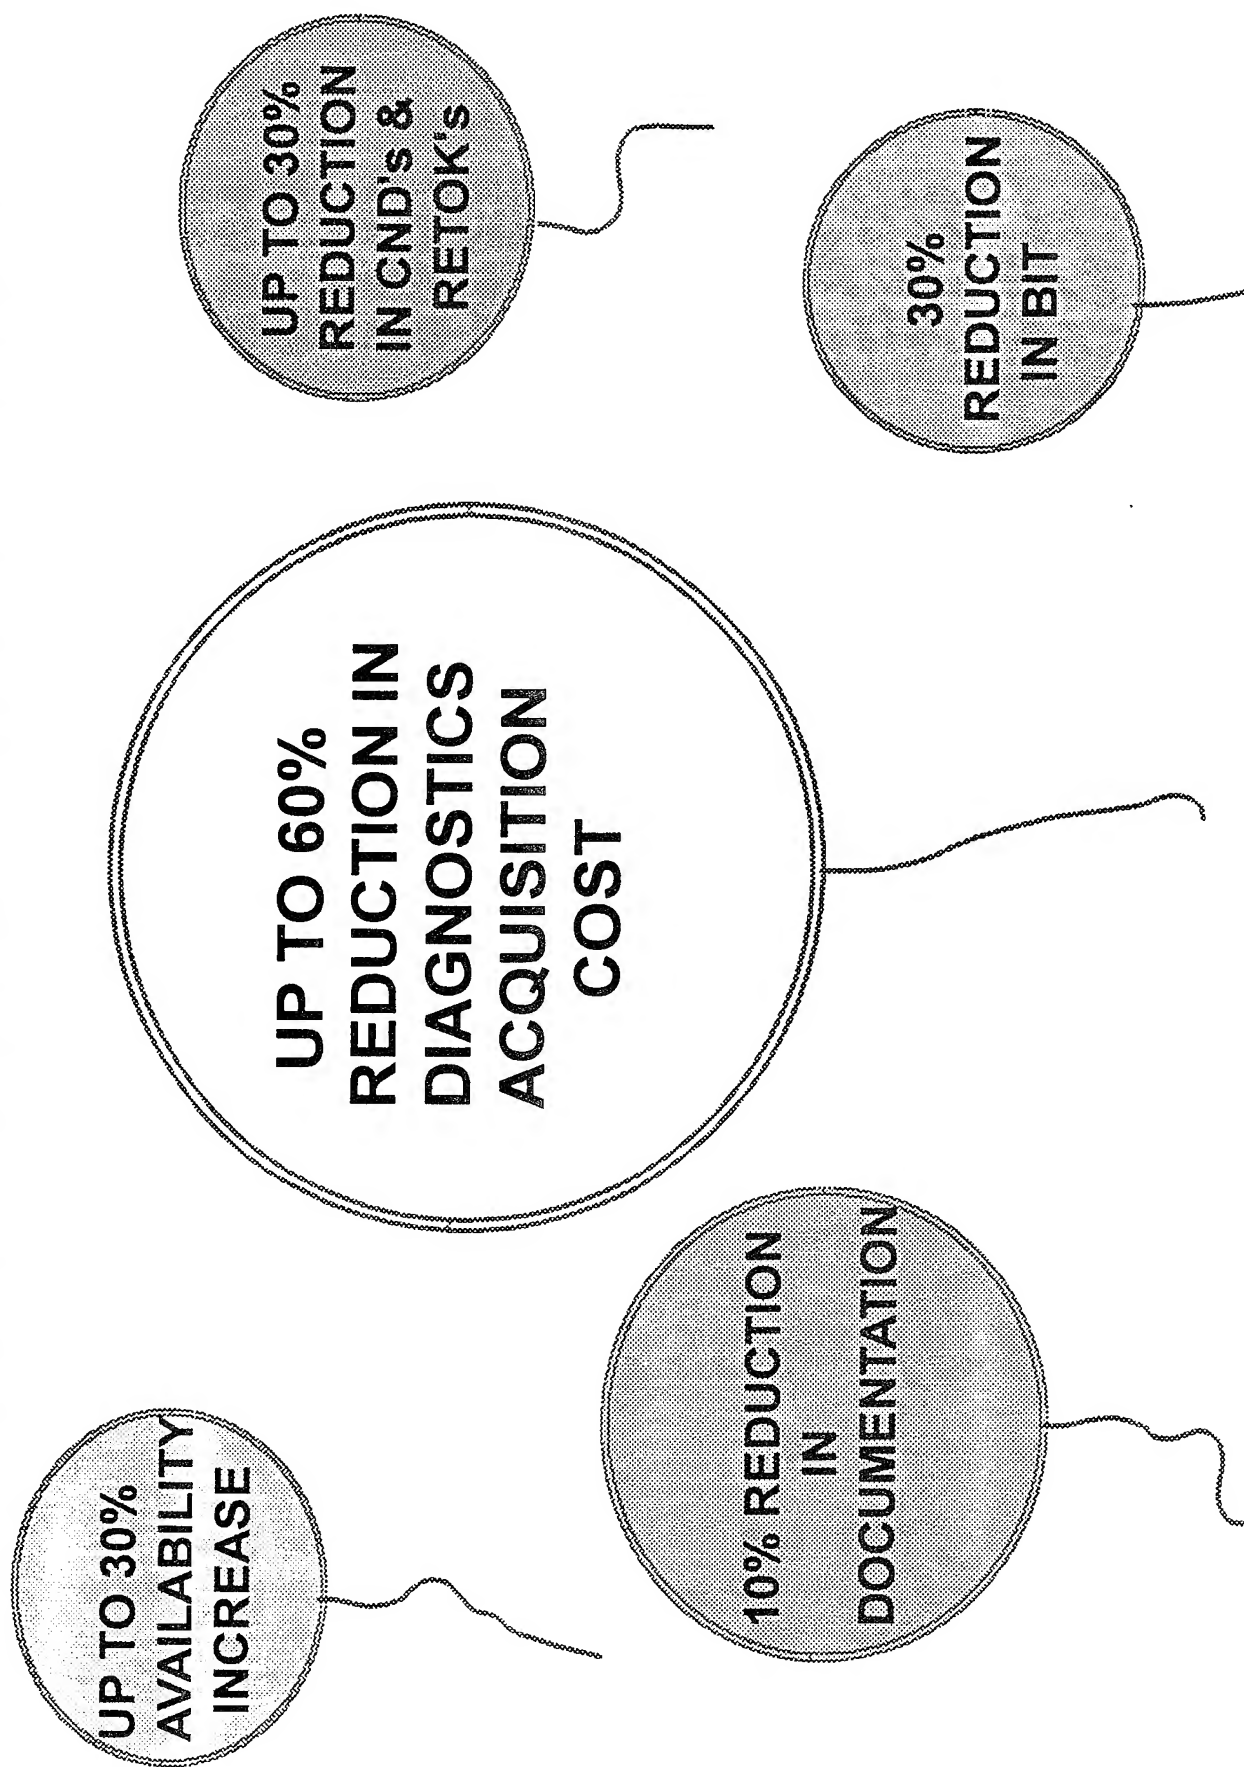 UP TO 30%
AVAILABILITY
INCREASE
UP TO 60%
REDUCTION IN
DIAGNOSTICS
ACQUISITION
COST
UP TO 30%
REDUCTION
IN CND's &
RETOK's
10% REDUCTION
IN
DOCUMENTATION
30%
REDUCTION
IN BIT